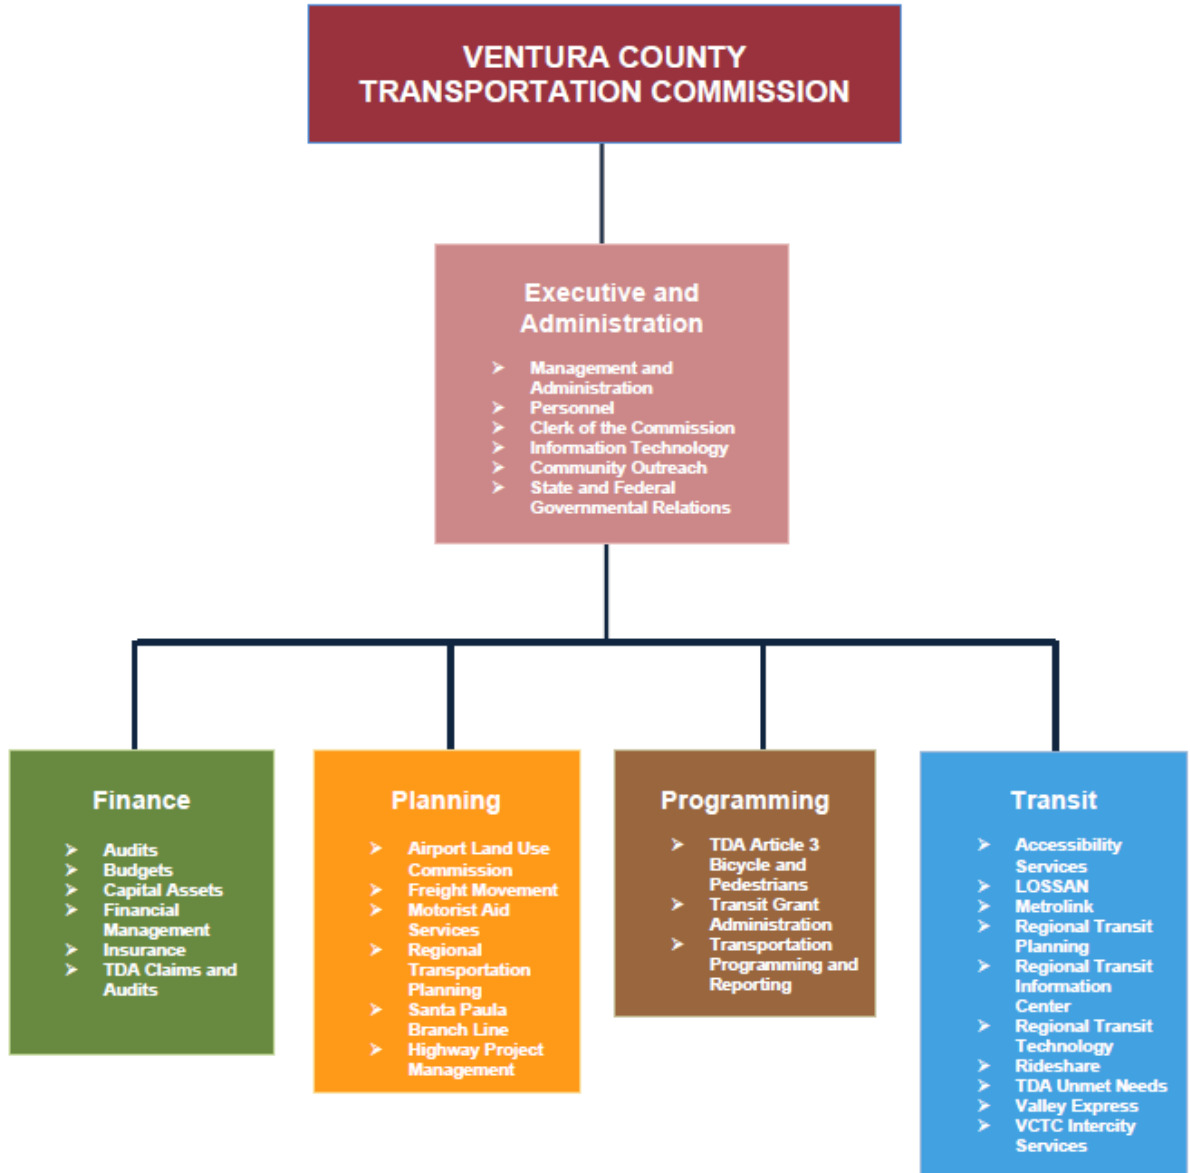 VENTURA COUNTY
TRANSPORTATION COMMISSION
Executive and
Administration
➢ Management and
Administration
➢ Personnel
➢ Clerk of the Commission
➢ Information Technology
➢ Community Outreach
➢ State and Federal
Governmental Relations
Finance
➢ Audits
➢ Budgets
➢ Capital Assets
➢ Financial
Management
➢ Insurance
➢ TDA Claims and
Audits
Planning
➢ Airport Land Use
Commission
➢ Freight Movement
➢ Motorist Aid
Services
➢ Regional
Transportation
Planning
➢ Santa Paula
Branch Line
➢ Highway Project
Management
Programming
➢ TDA Article 3
Bicycle and
Pedestrians
➢ Transit Grant
Administration
➢ Transportation
Programming and
Reporting
Transit
➢ Accessibility
Services
➢ LOSSAN
➢ Metrolink
➢ Regional Transit
Planning
➢ Regional Transit
Information
Center
➢ Regional Transit
Technology
➢ Rideshare
➢ TDA Unmet Needs
➢ Valley Express
➢ VCTC Intercity
Services